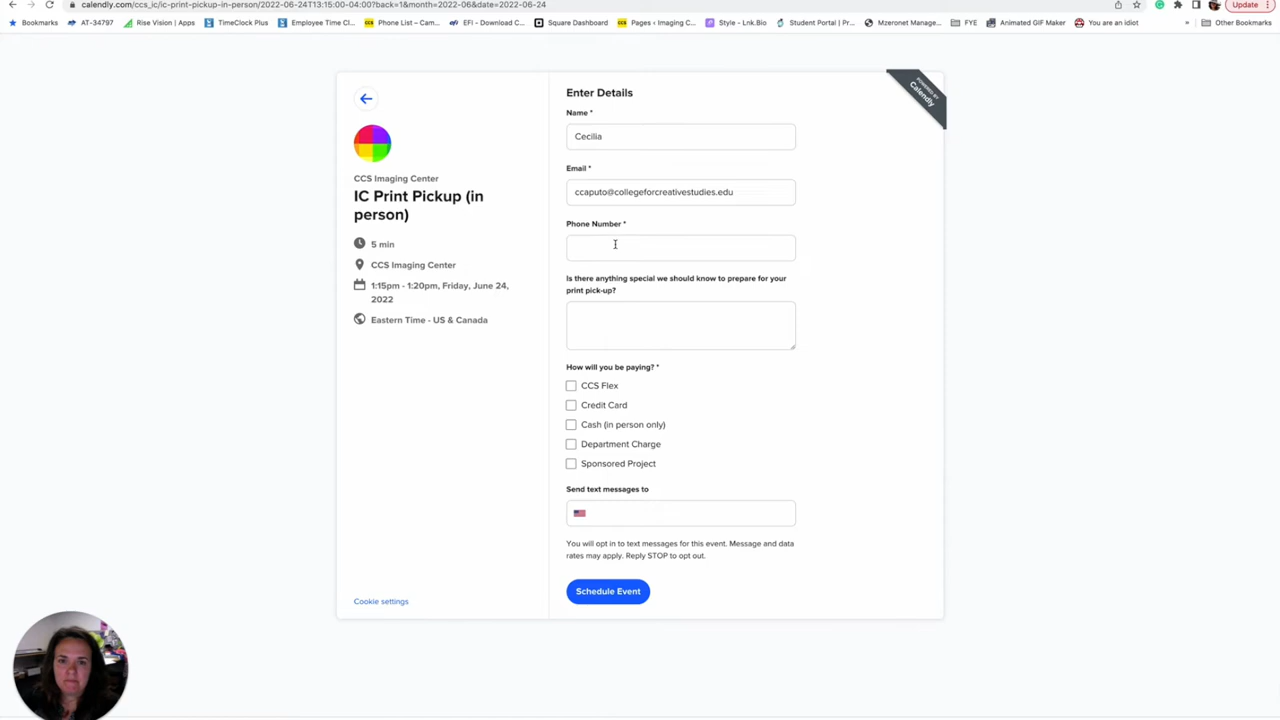 calendly.com/ccs_ic/ic-print-pickup-in-person/2022-06-24T13:15:00-04:00?back=1&month=2022-06&date=2022-06-24
Update
Bookmarks AT-34797 Rise Vision | Apps TimeClock Plus Employee Time Cl... Phone List – Cam... EFI - Download C... Square Dashboard Pages ‹ Imaging C... Style - Lnk.Bio Student Portal | Pr... Mzeronet Manage... FYE Animated GIF Maker You are an idiot » Other Bookmarks
POWERED BY
Calendly
CCS Imaging Center
IC Print Pickup (in
person)
5 min
CCS Imaging Center
1:15pm - 1:20pm, Friday, June 24,
2022
Eastern Time - US & Canada
Cookie settings
Enter Details
Name *
Cecilia
Email *
ccaputo@collegeforcreativestudies.edu
Phone Number *
Is there anything special we should know to prepare for your
print pick-up?
How will you be paying? *
CCS Flex
Credit Card
Cash (in person only)
Department Charge
Sponsored Project
Send text messages to
You will opt in to text messages for this event. Message and data
rates may apply. Reply STOP to opt out.
Schedule Event